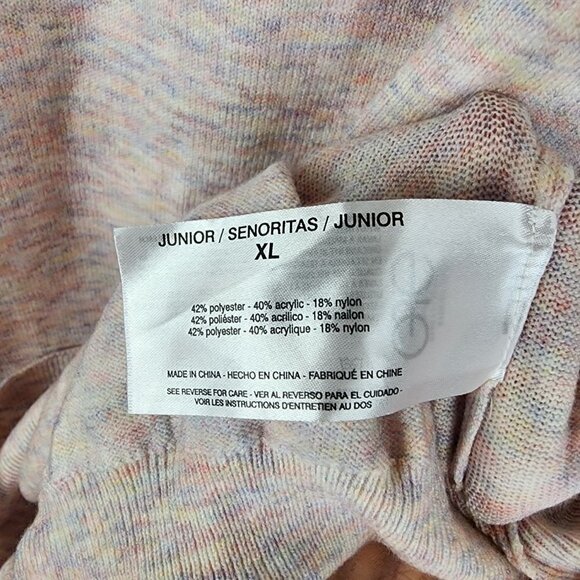 JUNIOR / SENORITAS / JUNIOR
XL
42% polyester - 40% acrylic - 18% nylon
42% poliéster - 40% acrílico - 18% nailon
42% polyester - 40% acrylique - 18% nylon
MADE IN CHINA - HECHO EN CHINA - FABRIQUÉ EN CHINE
SEE REVERSE FOR CARE - VER AL REVERSO PARA EL CUIDADO -
VOIR LES INSTRUCTIONS D'ENTRETIEN AU DOS